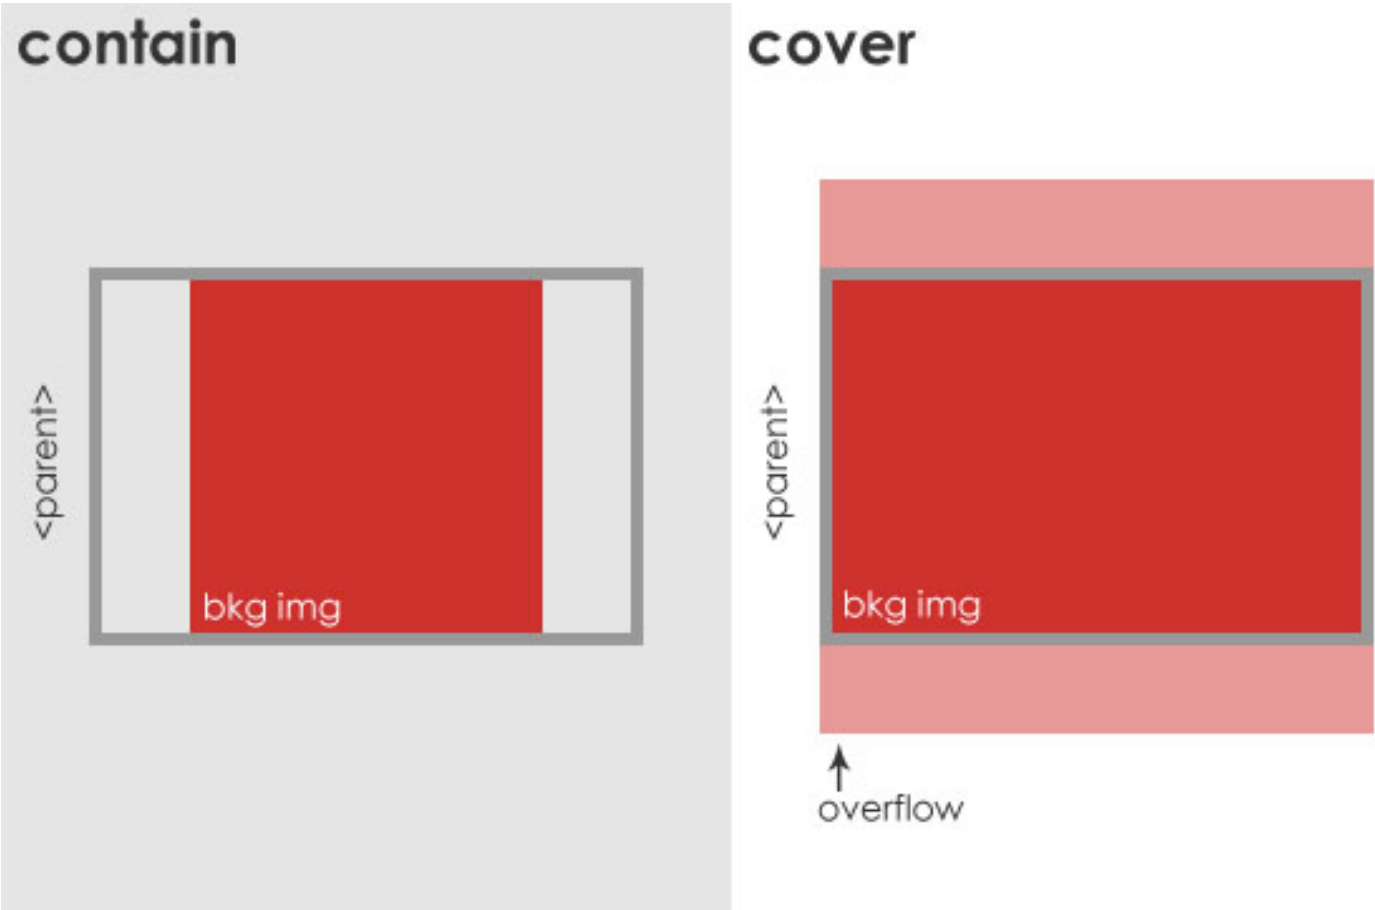 contain
<parent>
bkg img
cover
<parent>
bkg img
overflow